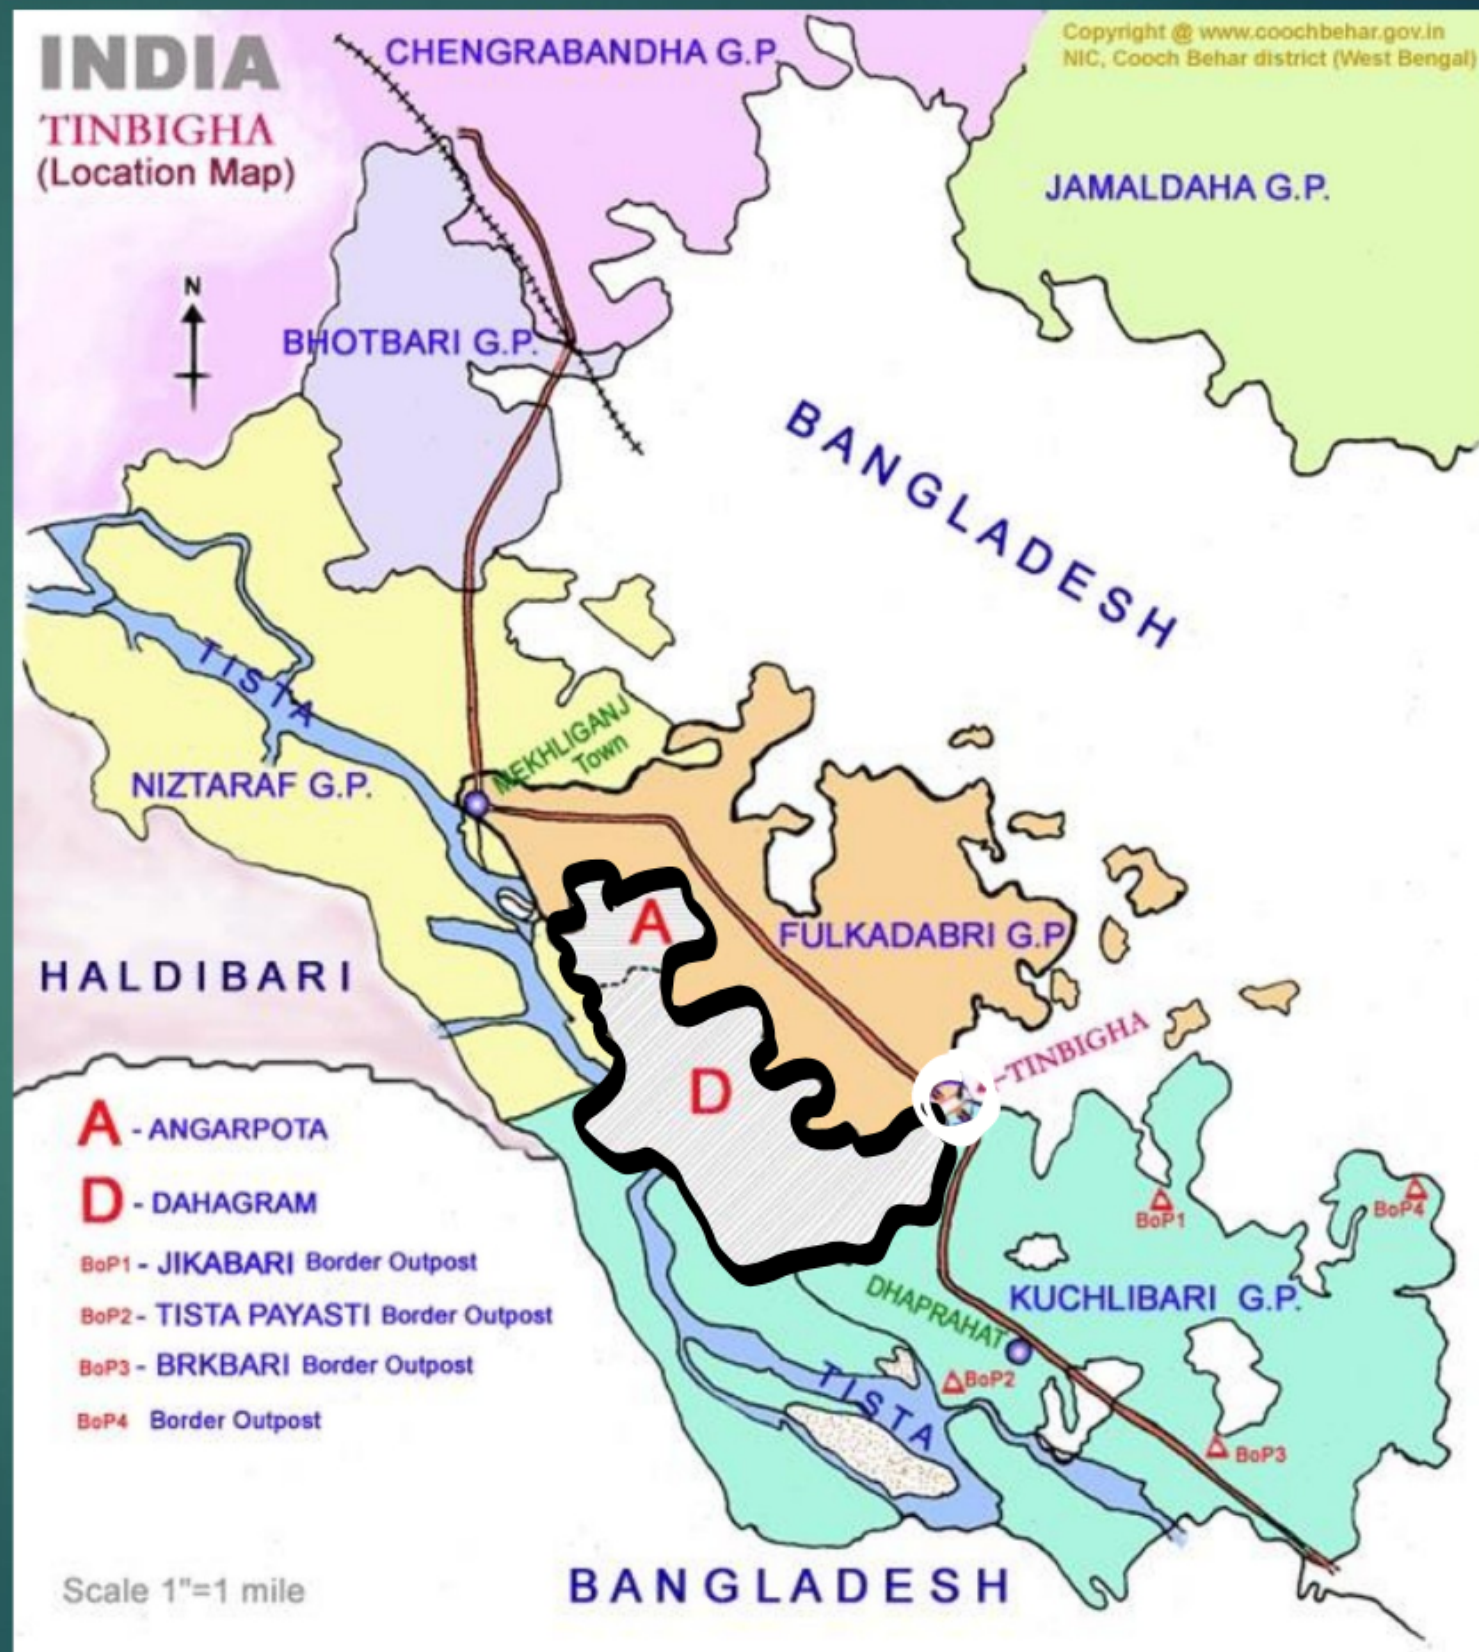 INDIA
TINBIGHA
(Location Map)
CHENGRABANDHA G.P.
Copyright @ www.coochbehar.gov.in
NIC, Cooch Behar district (West Bengal)
JAMALDAHA G.P.
N
BHOTBARI G.P.
BANGLADESH
TISTA
MEKHLIGANJ
Town
NIZTARAF G.P.
A
FULKADABRI G.P
HALDIBARI
TINBIGHA
D
A - ANGARPOTA
D - DAHAGRAM
BoP1 - JIKABARI Border Outpost
BoP2 - TISTA PAYASTI Border Outpost
BoP3 - BRKBARI Border Outpost
BoP4 Border Outpost
BoP1
BoP4
DHAPRAHAT
KUCHLIBARI G.P.
BoP2
TISTA
BoP3
Scale 1"=1 mile
BANGLADESH